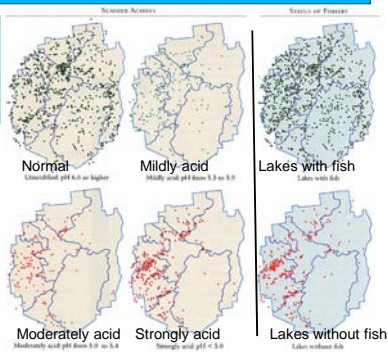 SUMMER ACIDITY
STATUS OF FISHERY
Normal
Mildly acid
Lakes with fish
Unacidified: pH 6.0 or higher
Mildly acid: pH from 5.5 to 5.9
Lakes with fish
Moderately acid
Strongly acid
Lakes without fish
Moderately acid: pH from 5.0 to 5.4
Strongly acid: pH < 5.0
Lakes without fish